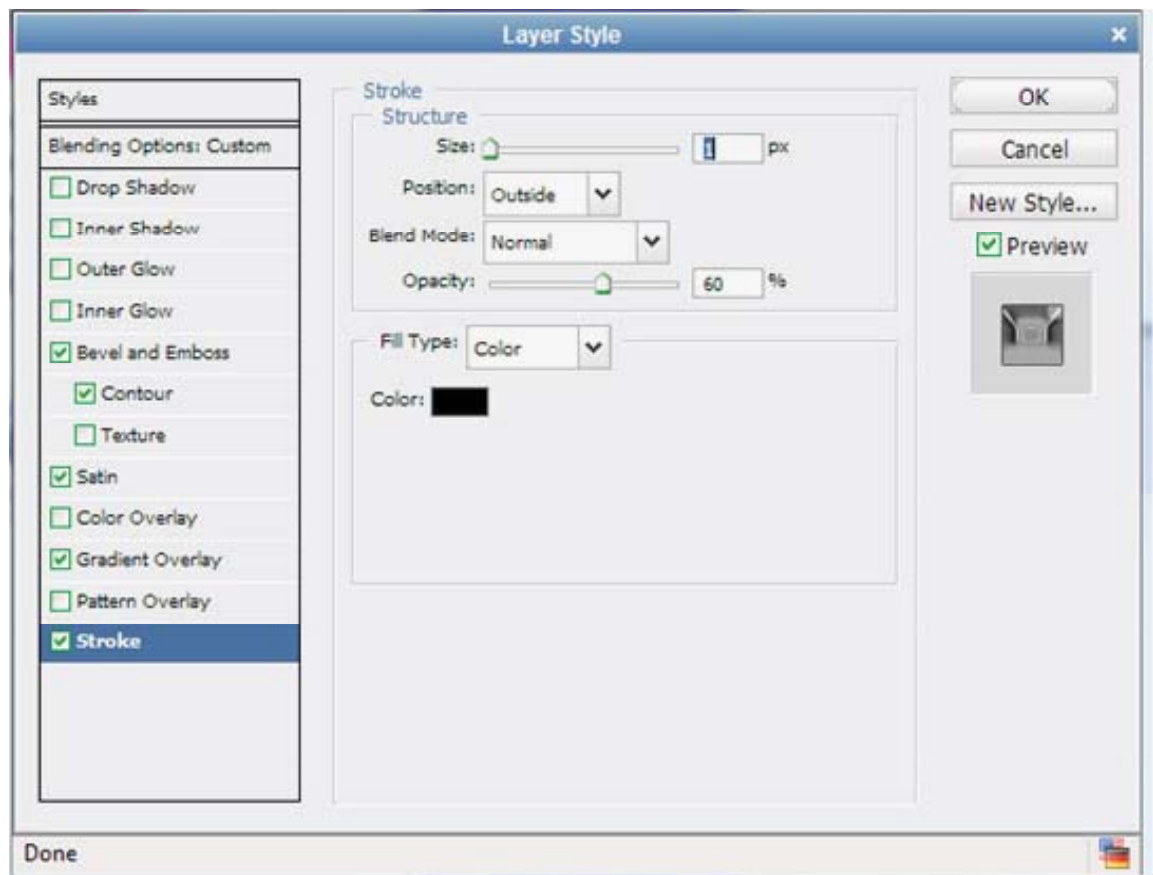 Layer Style
Styles
Blending Options: Custom
Drop Shadow
Inner Shadow
Outer Glow
Inner Glow
Bevel and Emboss
Contour
Texture
Satin
Color Overlay
Gradient Overlay
Pattern Overlay
Stroke
Stroke
Structure
Size: 1 px
Position: Outside
Blend Mode: Normal
Opacity: 60 %
Fill Type: Color
Color:
OK
Cancel
New Style...
Preview
Done